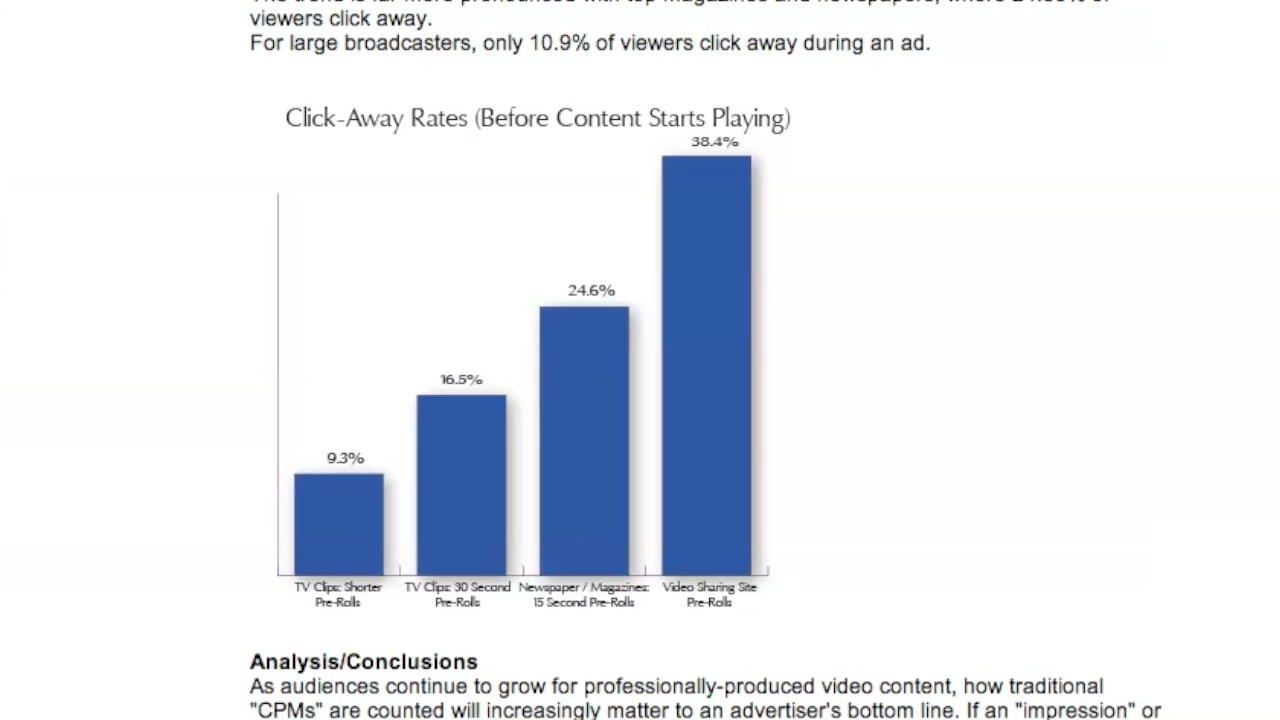 viewers click away.
For large broadcasters, only 10.9% of viewers click away during an ad.
Click-Away Rates (Before Content Starts Playing)
38.4%
24.6%
16.5%
9.3%
TV Clips: Shorter
Pre-Rolls
TV Clips: 30 Second
Pre-Rolls
Newspaper / Magazines:
15 Second Pre-Rolls
Video Sharing Site
Pre-Rolls
Analysis/Conclusions
As audiences continue to grow for professionally-produced video content, how traditional
"CPMs" are counted will increasingly matter to an advertiser's bottom line. If an "impression" or